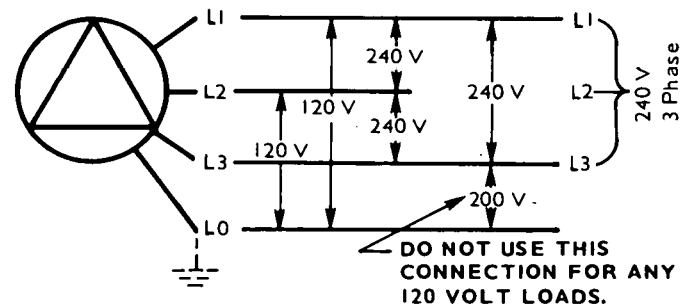 L1
L1
240 V
L2
L2
120 V
240 V
240 V
3 Phase
240 V
120 V
L3
L3
200 V
L0
DO NOT USE THIS
CONNECTION FOR ANY
120 VOLT LOADS.